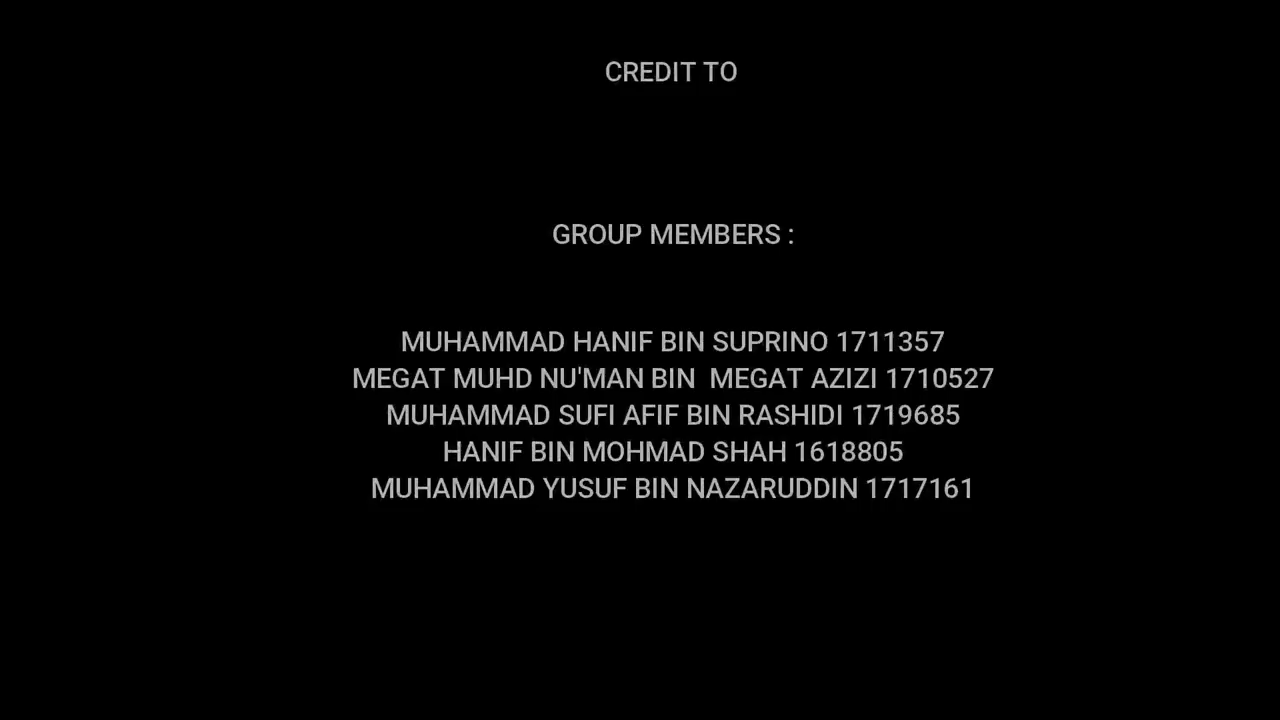 CREDIT TO
GROUP MEMBERS :
MUHAMMAD HANIF BIN SUPRINO 1711357
MEGAT MUHD NU'MAN BIN  MEGAT AZIZI 1710527
MUHAMMAD SUFI AFIF BIN RASHIDI 1719685
HANIF BIN MOHMAD SHAH 1618805
MUHAMMAD YUSUF BIN NAZARUDDIN 1717161